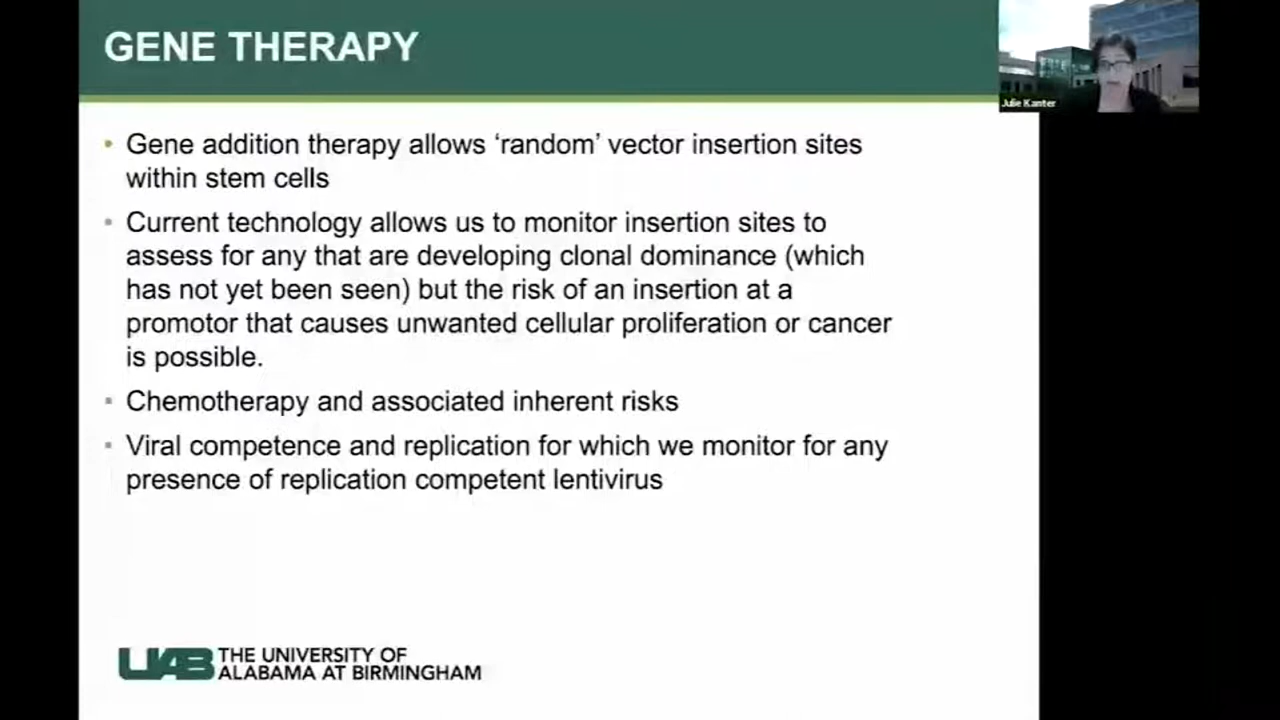 GENE THERAPY
Julie Kanter
• Gene addition therapy allows ‘random’ vector insertion sites
within stem cells
• Current technology allows us to monitor insertion sites to
assess for any that are developing clonal dominance (which
has not yet been seen) but the risk of an insertion at a
promotor that causes unwanted cellular proliferation or cancer
is possible.
• Chemotherapy and associated inherent risks
• Viral competence and replication for which we monitor for any
presence of replication competent lentivirus
UAB THE UNIVERSITY OF
ALABAMA AT BIRMINGHAM